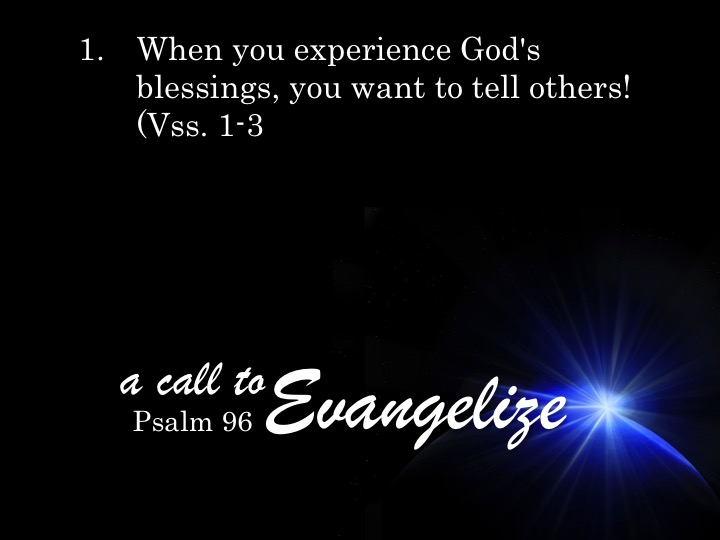 1. When you experience God's
blessings, you want to tell others!
(Vss. 1-3
a call to Evangelize
Psalm 96